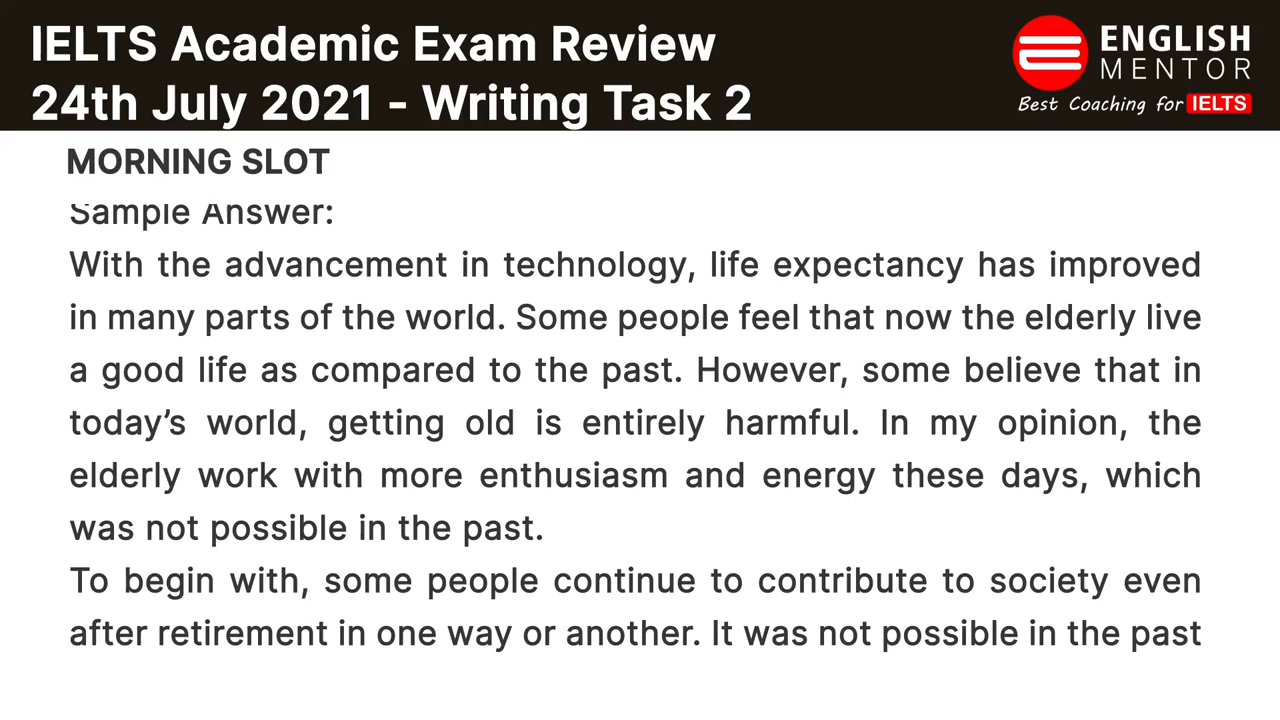 IELTS Academic Exam Review
24th July 2021 - Writing Task 2
ENGLISH
MENTOR
Best Coaching for IELTS
MORNING SLOT
Sample Answer:
With the advancement in technology, life expectancy has improved
in many parts of the world. Some people feel that now the elderly live
a good life as compared to the past. However, some believe that in
today’s world, getting old is entirely harmful. In my opinion, the
elderly work with more enthusiasm and energy these days, which
was not possible in the past.
To begin with, some people continue to contribute to society even
after retirement in one way or another. It was not possible in the past